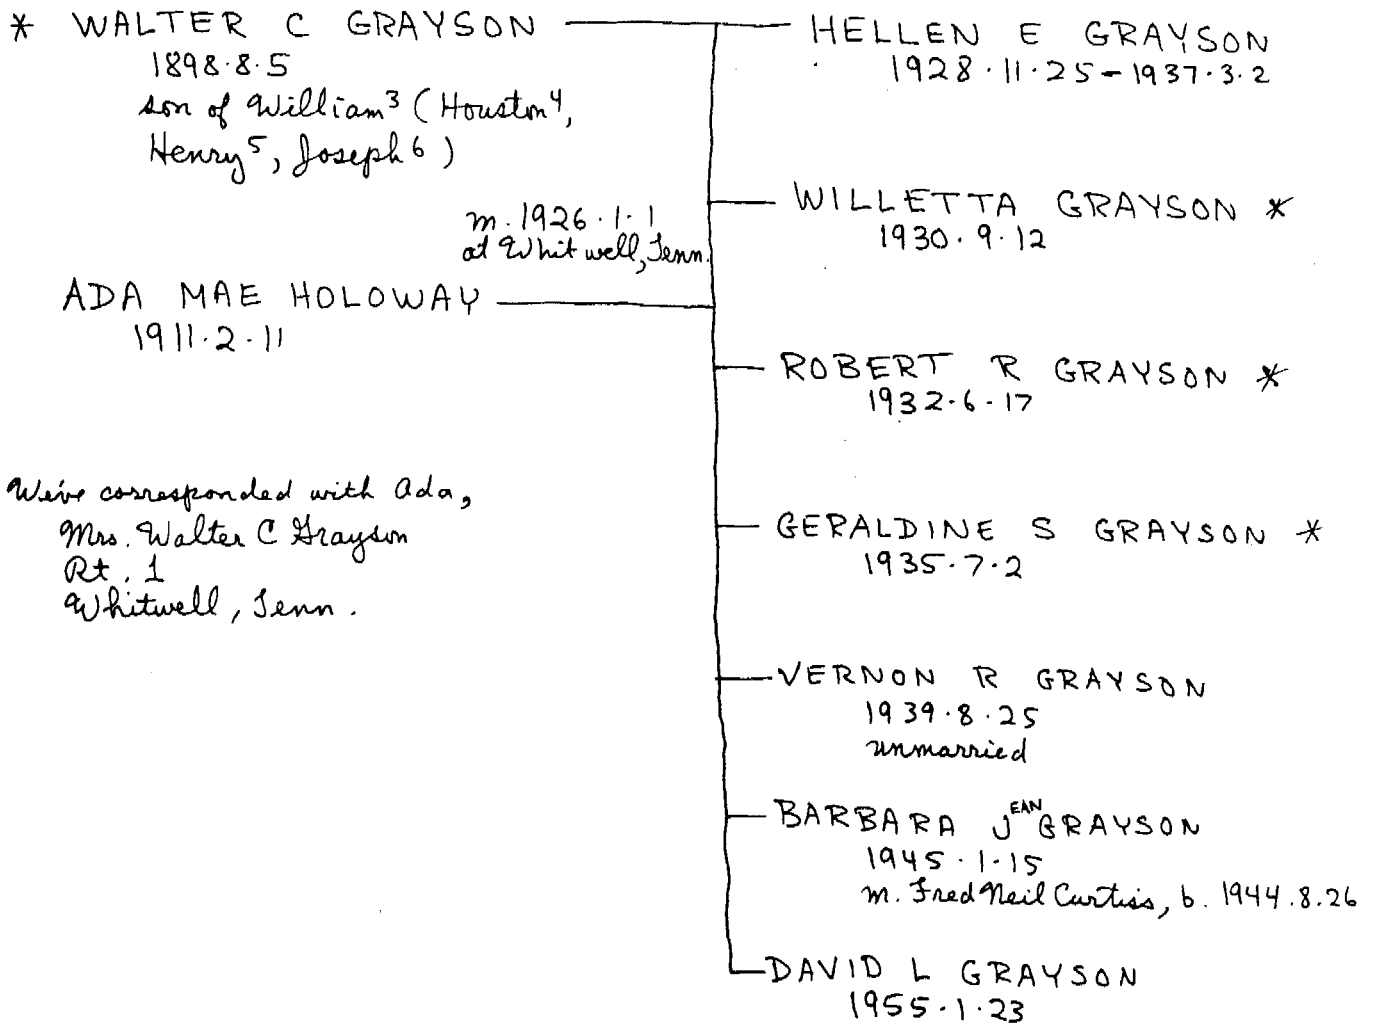 * WALTER C GRAYSON
1898·8·5
son of William³ (Houston⁴,
Henry⁵, Joseph⁶)
m. 1926·1·1
at Whitwell, Tenn.
ADA MAE HOLOWAY
1911·2·11
We've corresponded with Ada,
Mrs. Walter C Grayson
Rt. 1
Whitwell, Tenn.
HELLEN E GRAYSON
1928·11·25-1937·3·2
WILLETTA GRAYSON *
1930·9·12
ROBERT R GRAYSON *
1932·6·17
GERALDINE S GRAYSON *
1935·7·2
VERNON R GRAYSON
1939·8·25
unmarried
BARBARA JEAN GRAYSON
1945·1·15
m. Fred Neil Curtiss, b. 1944.8.26
DAVID L GRAYSON
1955·1·23